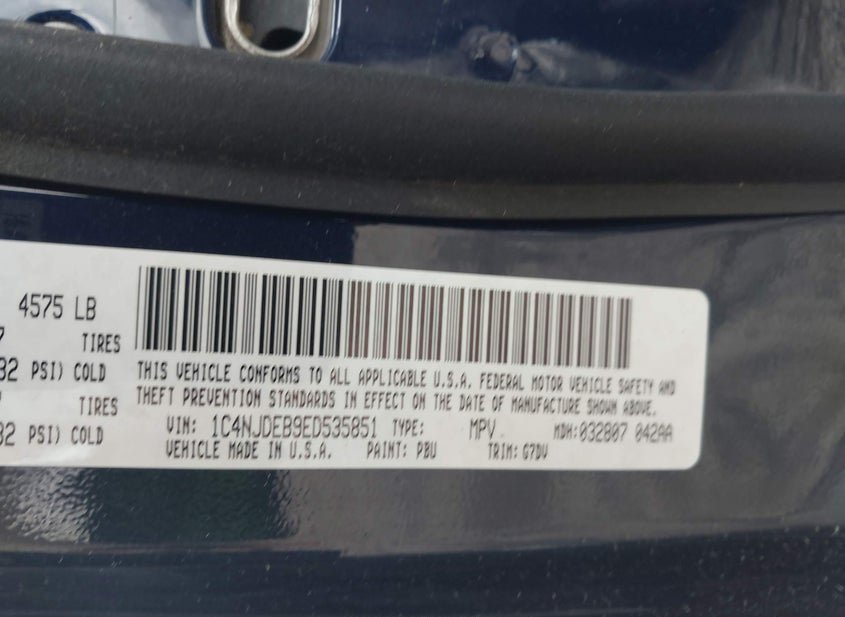 4575 LB
TIRES
32 PSI) COLD
TIRES
32 PSI) COLD
THIS VEHICLE CONFORMS TO ALL APPLICABLE U.S.A. FEDERAL MOTOR VEHICLE SAFETY AND
THEFT PREVENTION STANDARDS IN EFFECT ON THE DATE OF MANUFACTURE SHOWN ABOVE.
VIN: 1C4NJDEB9ED535851 TYPE: MPV MDH:032807 042AA
VEHICLE MADE IN U.S.A. PAINT: PBU TRIM: G7DV